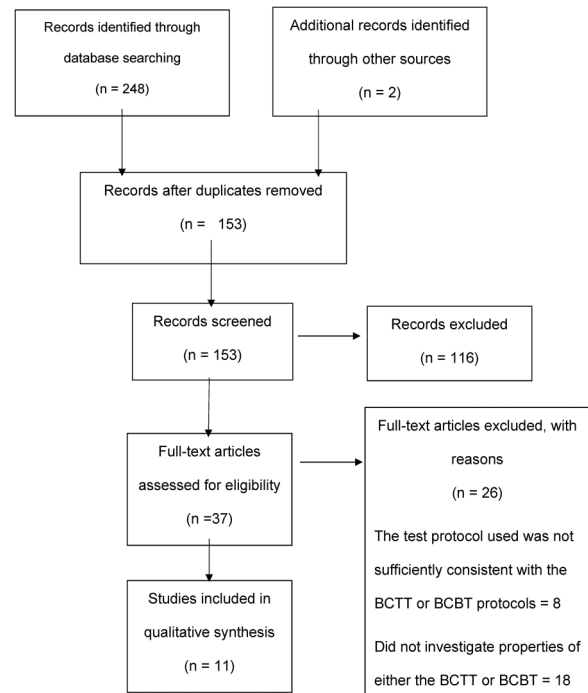 Records identified through
database searching
(n = 248)
Additional records identified
through other sources
(n = 2)
Records after duplicates removed
(n = 153)
Records screened
(n = 153)
Records excluded
(n = 116)
Full-text articles
assessed for eligibility
(n =37)
Full-text articles excluded, with
reasons
(n = 26)
The test protocol used was not
sufficiently consistent with the
BCTT or BCBT protocols = 8
Did not investigate properties of
either the BCTT or BCBT = 18
Studies included in
qualitative synthesis
(n = 11)